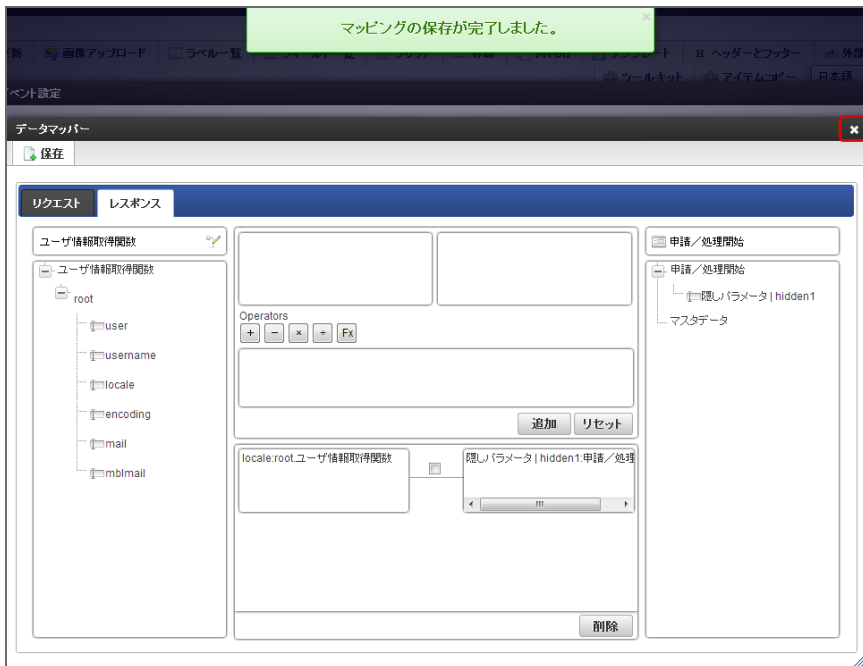 マッピングの保存が完了しました。
画像アップロード
ラベル一覧
ヘッダーとフッター
ツールキット
アイテムコピー
日本語
ベント設定
データマッパー
保存
リクエスト
レスポンス
ユーザ情報取得関数
申請／処理開始
ユーザ情報取得関数
root
user
username
locale
encoding
mail
mblmail
Operators
+ − × ÷ Fx
追加 リセット
locale:root.ユーザ情報取得関数
隠しパラメータ | hidden1:申請／処理
削除
申請／処理開始
隠しパラメータ | hidden1
マスタデータ